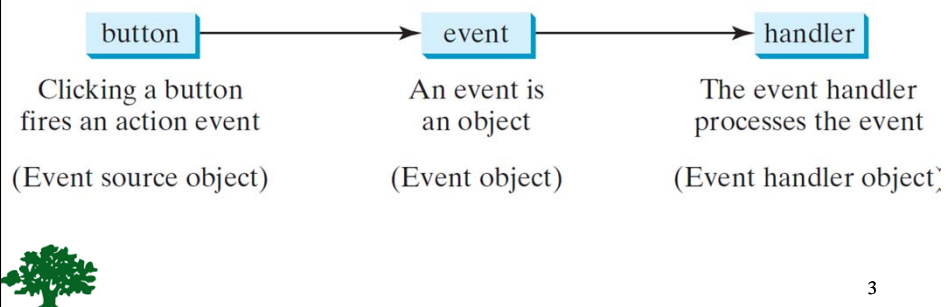 button
event
handler
Clicking a button
fires an action event
An event is
an object
The event handler
processes the event
(Event source object)
(Event object)
(Event handler object)
3